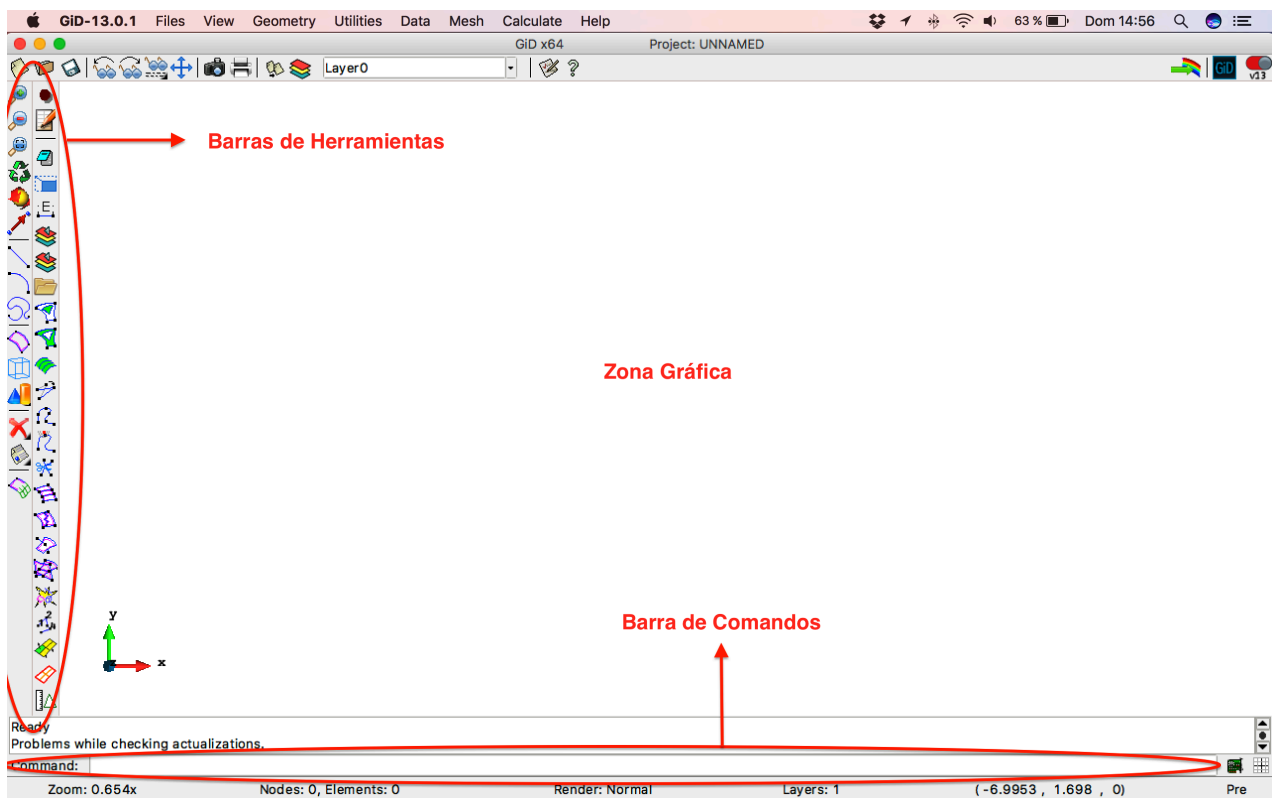 GiD-13.0.1 Files View Geometry Utilities Data Mesh Calculate Help 63 % Dom 14:56
GiD x64 Project: UNNAMED
Layer0 ? GiD v13
Barras de Herramientas
E
Zona Gráfica
Barra de Comandos
2
y
x
Ready
Problems while checking actualizations.
Command:
Zoom: 0.654x Nodes: 0, Elements: 0 Render: Normal Layers: 1 (-6.9953 , 1.698 , 0) Pre